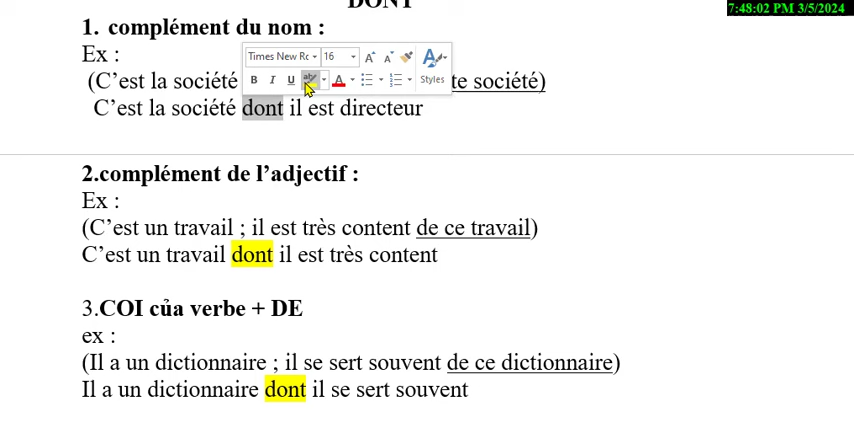 DONT
7:48:02 PM 3/5/2024
1. complément du nom :
Ex :
Times New Rc 16
(C’est la société te société)
B I U aby A Styles
C’est la société dont il est directeur
2.complément de l’adjectif :
Ex :
(C’est un travail ; il est très content de ce travail)
C’est un travail dont il est très content
3.COI của verbe + DE
ex :
(Il a un dictionnaire ; il se sert souvent de ce dictionnaire)
Il a un dictionnaire dont il se sert souvent